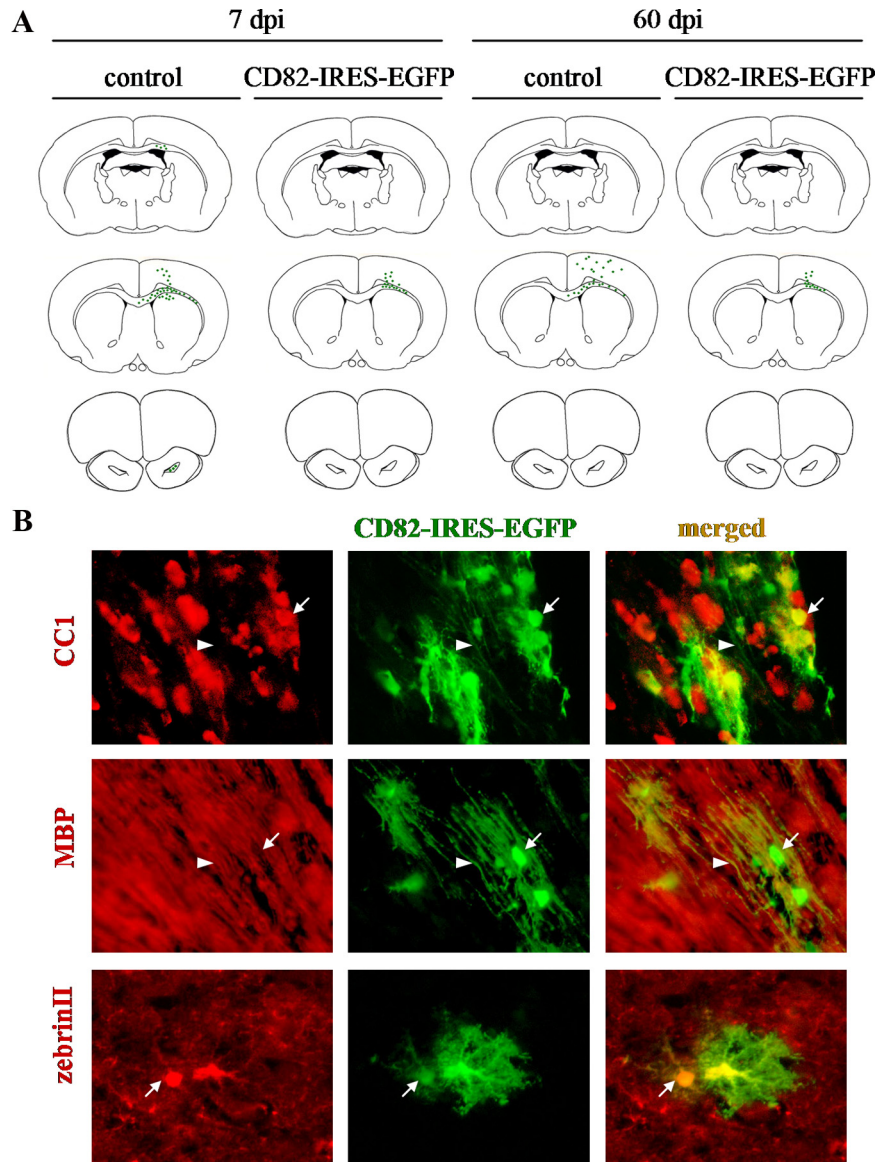 A
7 dpi 60 dpi
control CD82-IRES-EGFP control CD82-IRES-EGFP
B
CD82-IRES-EGFP merged
CC1
MBP
zebrinII